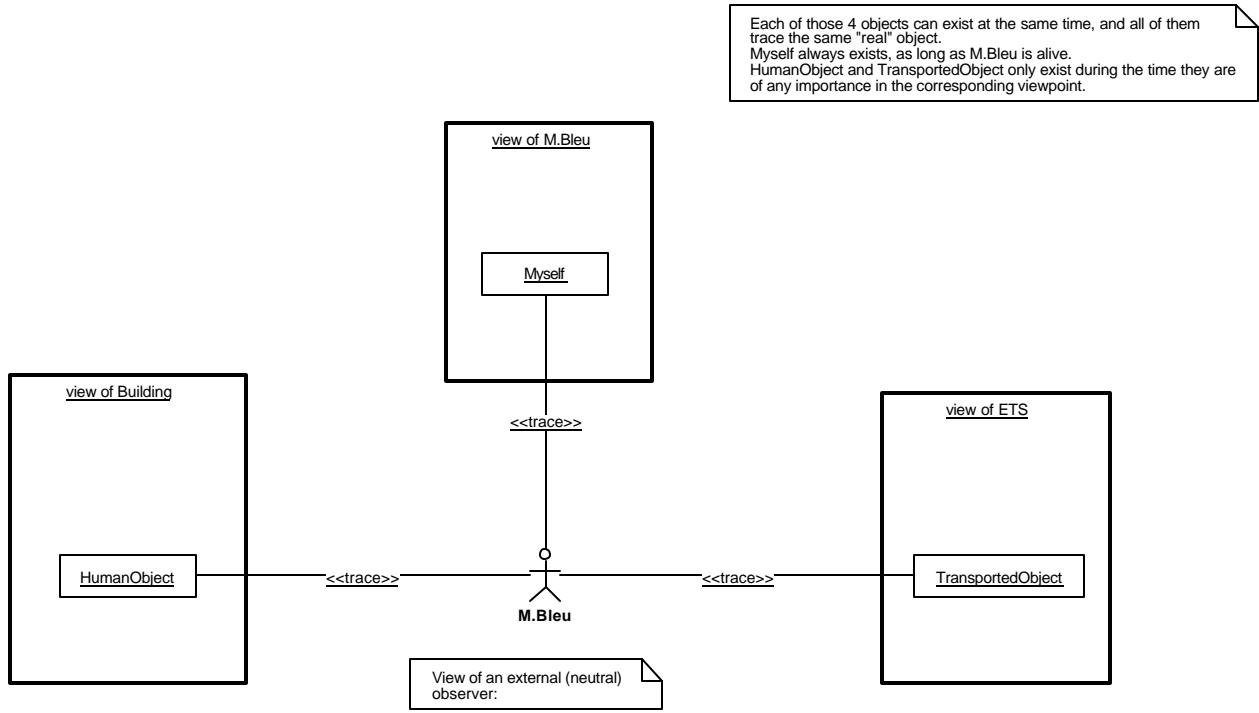 Each of those 4 objects can exist at the same time, and all of them
trace the same "real" object.
Myself always exists, as long as M.Bleu is alive.
HumanObject and TransportedObject only exist during the time they are
of any importance in the corresponding viewpoint.
view of M.Bleu
Myself
view of Building
view of ETS
<<trace>>
HumanObject
<<trace>>
<<trace>>
TransportedObject
M.Bleu
View of an external (neutral)
observer: